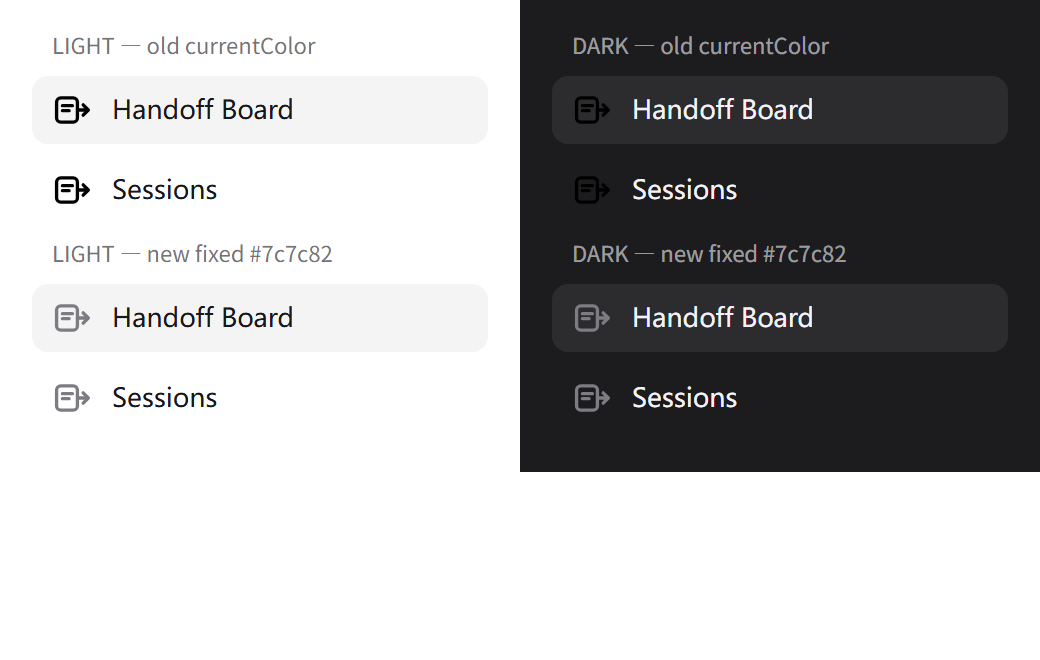 LIGHT — old currentColor
Handoff Board
Sessions
LIGHT — new fixed #7c7c82
Handoff Board
Sessions
DARK — old currentColor
Handoff Board
Sessions
DARK — new fixed #7c7c82
Handoff Board
Sessions